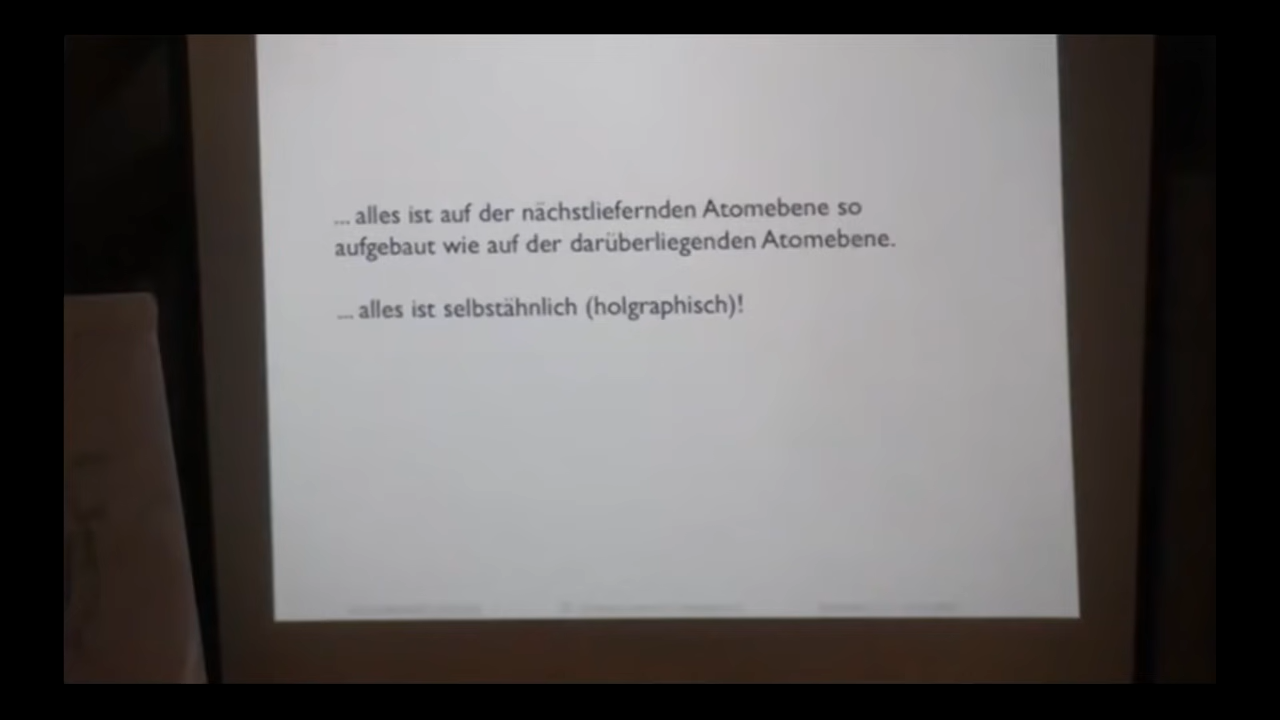 ... alles ist auf der nächstliefernden Atomebene so
aufgebaut wie auf der darüberliegenden Atomebene.
... alles ist selbstähnlich (holgraphisch)!